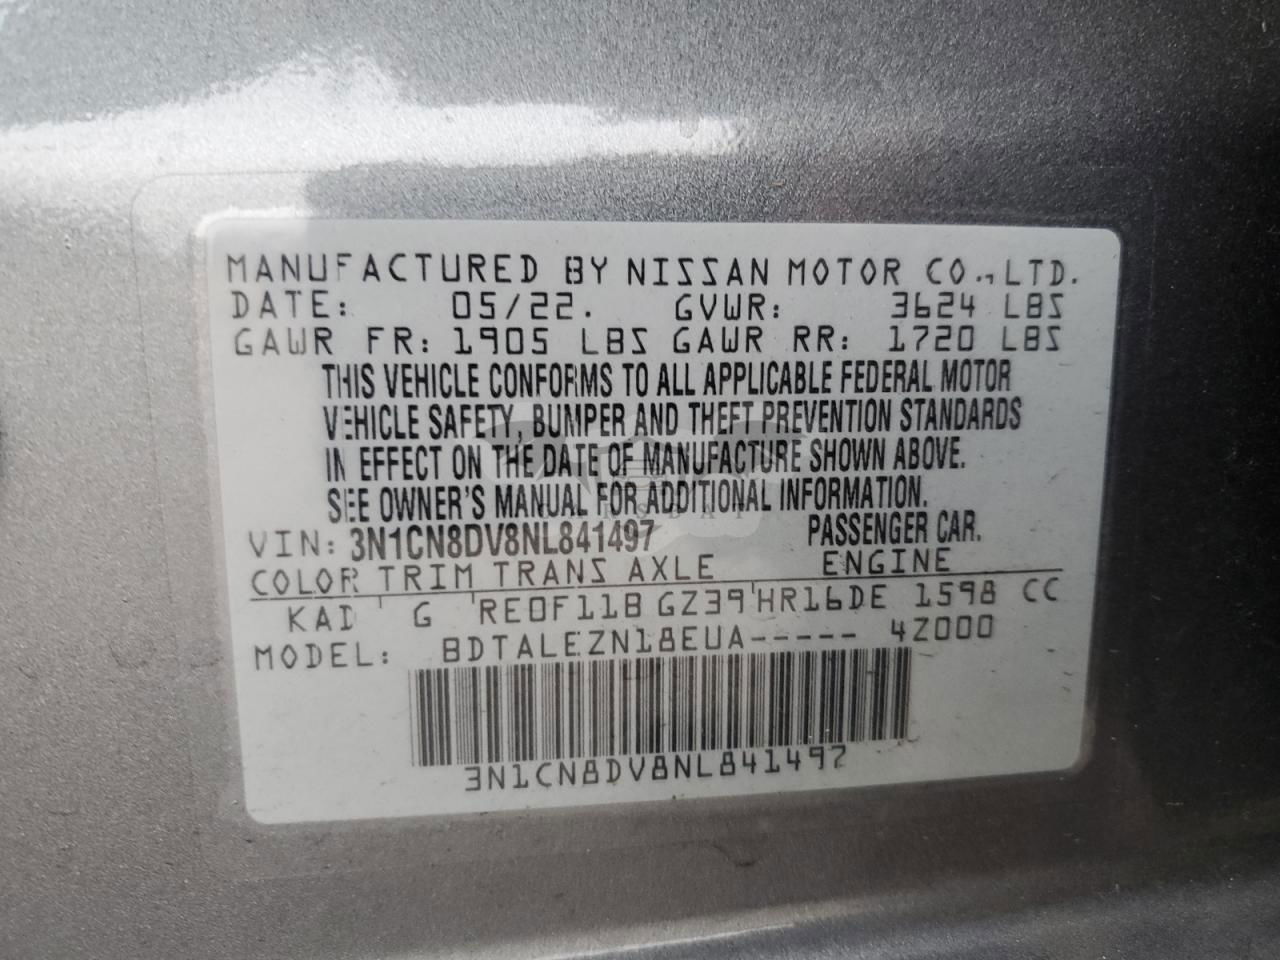 MANUFACTURED BY NISSAN MOTOR CO., LTD.
DATE: 05/22. GVWR: 3624 LBS
GAWR FR: 1905 LBS GAWR RR: 1720 LBS
THIS VEHICLE CONFORMS TO ALL APPLICABLE FEDERAL MOTOR
VEHICLE SAFETY, BUMPER AND THEFT PREVENTION STANDARDS
IN EFFECT ON THE DATE OF MANUFACTURE SHOWN ABOVE.
SEE OWNER'S MANUAL FOR ADDITIONAL INFORMATION.
VIN: 3N1CN8DV8NL841497 PASSENGER CAR.
COLOR TRIM TRANS AXLE ENGINE
KAD G RE0F11B GZ39 HR16DE 1598 CC
MODEL: BDTALEZN18EUA----- 4Z000
3N1CN8DV8NL841497